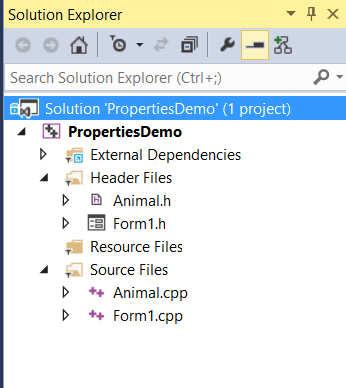 Solution Explorer
Search Solution Explorer (Ctrl+;)
Solution 'PropertiesDemo' (1 project)
PropertiesDemo
External Dependencies
Header Files
Animal.h
Form1.h
Resource Files
Source Files
Animal.cpp
Form1.cpp